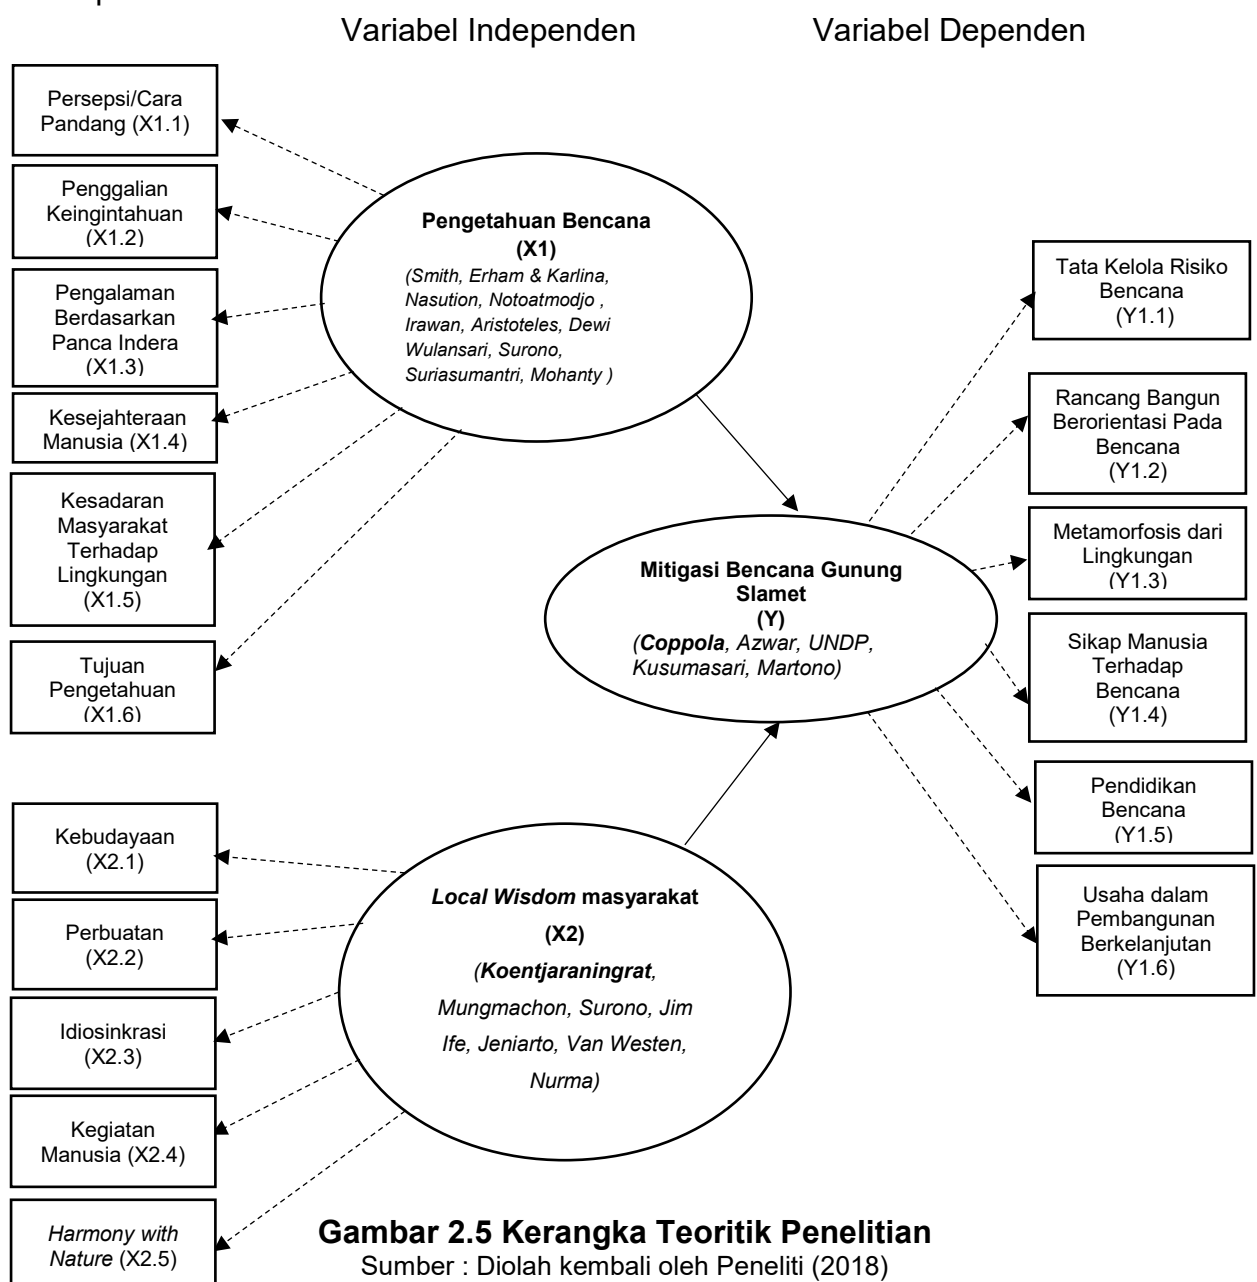 Variabel Independen
Variabel Dependen
Persepsi/Cara
Pandang (X1.1)
Penggalian
Keingintahuan
(X1.2)
Pengalaman
Berdasarkan
Panca Indera
(X1.3)
Kesejahteraan
Manusia (X1.4)
Kesadaran
Masyarakat
Terhadap
Lingkungan
(X1.5)
Tujuan
Pengetahuan
(X1.6)
Pengetahuan Bencana
(X1)
(Smith, Erham & Karlina,
Nasution, Notoatmodjo ,
Irawan, Aristoteles, Dewi
Wulansari, Surono,
Suriasumantri, Mohanty )
Mitigasi Bencana Gunung
Slamet
(Y)
(Coppola, Azwar, UNDP,
Kusumasari, Martono)
Tata Kelola Risiko
Bencana
(Y1.1)
Rancang Bangun
Berorientasi Pada
Bencana
(Y1.2)
Metamorfosis dari
Lingkungan
(Y1.3)
Sikap Manusia
Terhadap
Bencana
(Y1.4)
Pendidikan
Bencana
(Y1.5)
Usaha dalam
Pembangunan
Berkelanjutan
(Y1.6)
Kebudayaan
(X2.1)
Perbuatan
(X2.2)
Idiosinkrasi
(X2.3)
Kegiatan
Manusia (X2.4)
Harmony with
Nature (X2.5)
Local Wisdom masyarakat
(X2)
(Koentjaraningrat,
Mungmachon, Surono, Jim
Ife, Jeniarto, Van Westen,
Nurma)
Gambar 2.5 Kerangka Teoritik Penelitian
Sumber : Diolah kembali oleh Peneliti (2018)